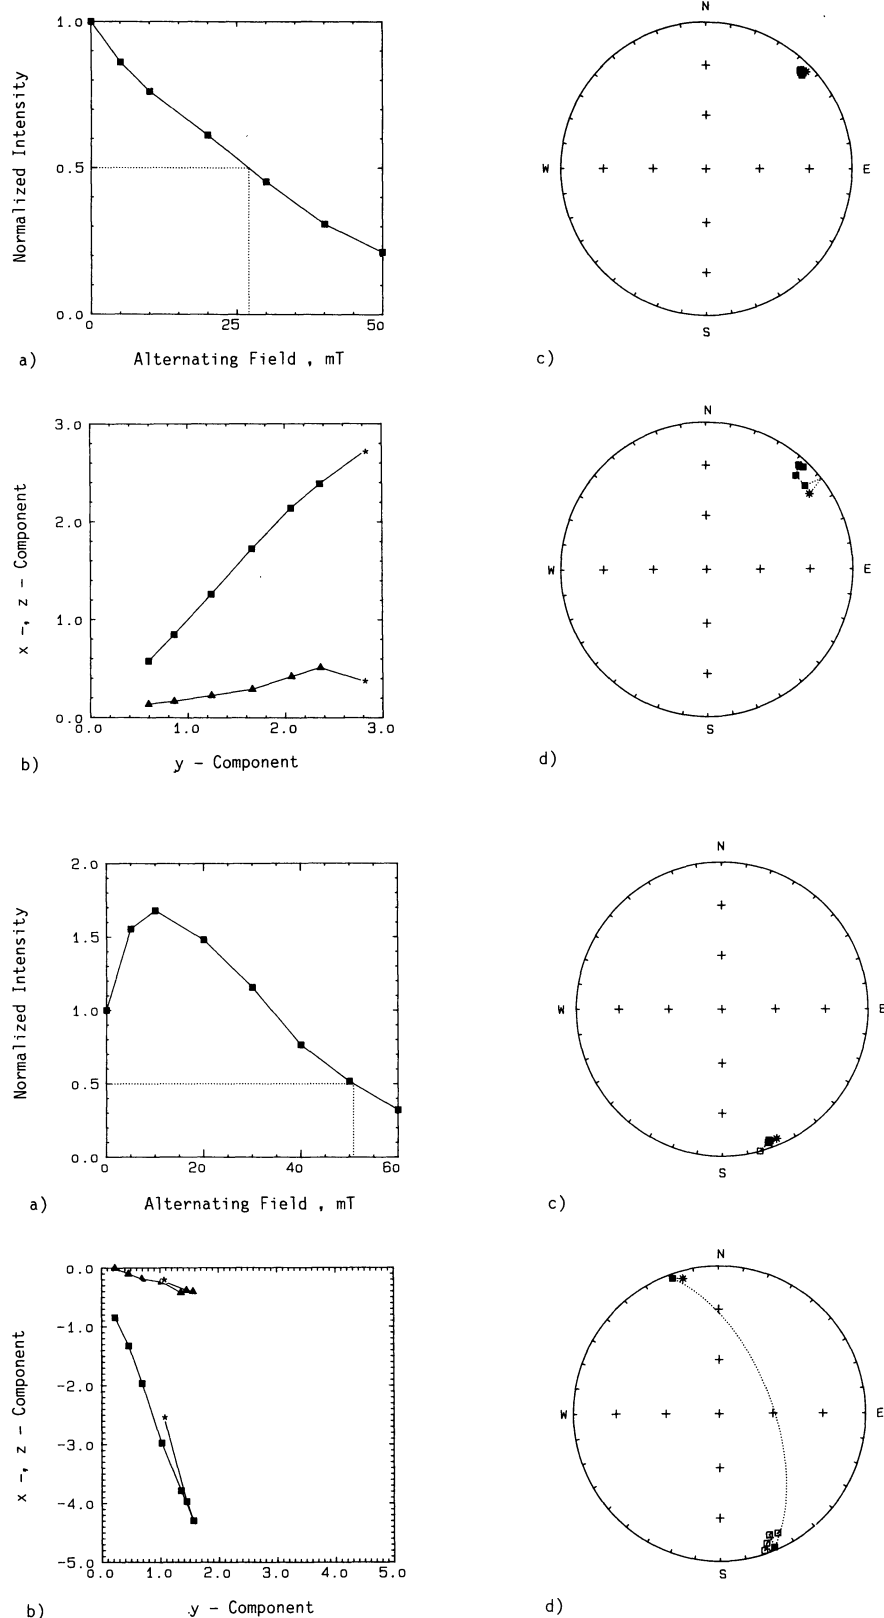 1.0
0.5
0.0
0 25 50
Normalized Intensity
Alternating Field , mT
a)
N
W E
S
c)
3.0
2.0
1.0
0.0
0.0 1.0 2.0 3.0
x -, z - Component
y - Component
b)
N
W E
S
d)
2.0
1.5
1.0
0.5
0.0
0 20 40 60
Normalized Intensity
Alternating Field , mT
a)
N
W E
S
c)
0.0
-1.0
-2.0
-3.0
-4.0
-5.0
0.0 1.0 2.0 3.0 4.0 5.0
x -, z - Component
y - Component
b)
N
W E
S
d)